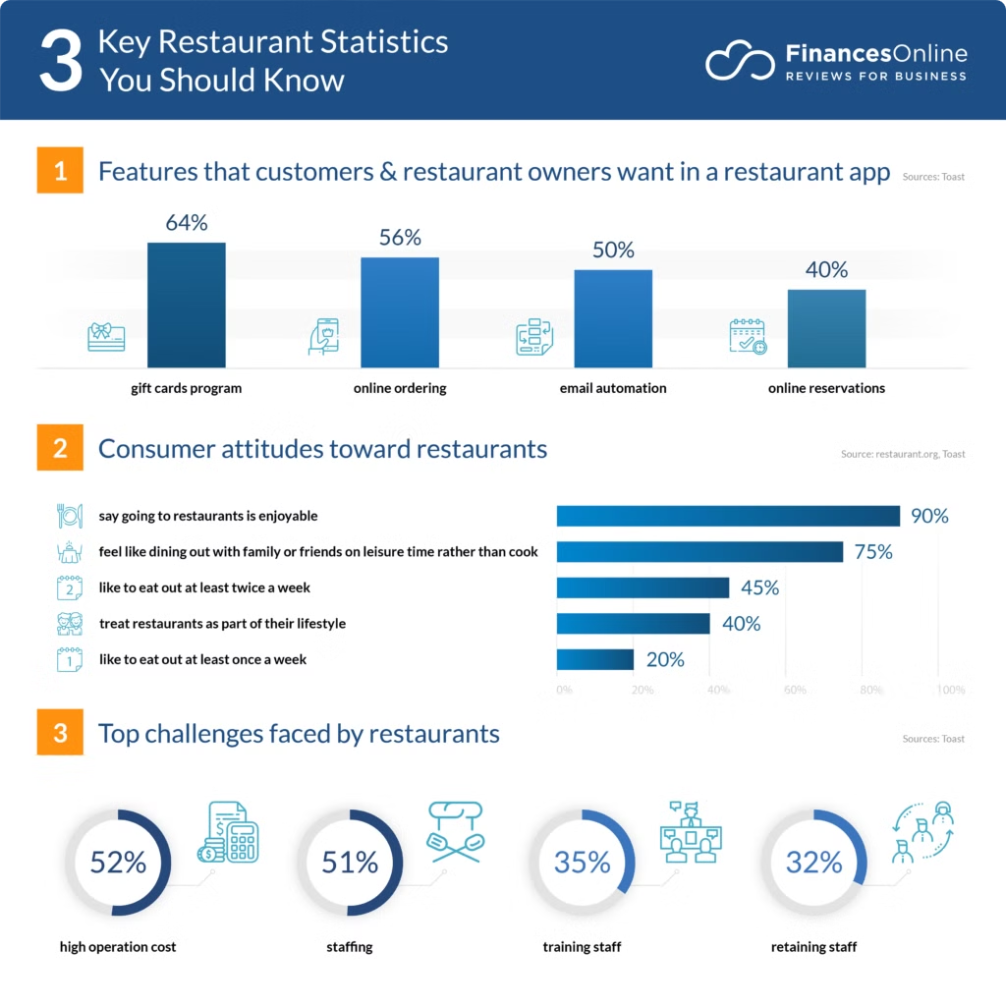 3
Key Restaurant Statistics
You Should Know
FinancesOnline
REVIEWS FOR BUSINESS
1
Features that customers & restaurant owners want in a restaurant app
Sources: Toast
64%
56%
50%
40%
gift cards program
online ordering
email automation
online reservations
2
Consumer attitudes toward restaurants
Source: restaurant.org, Toast
say going to restaurants is enjoyable
90%
feel like dining out with family or friends on leisure time rather than cook
75%
2
like to eat out at least twice a week
45%
treat restaurants as part of their lifestyle
40%
1
like to eat out at least once a week
20%
0% 20% 40% 60% 80% 100%
3
Top challenges faced by restaurants
Sources: Toast
52%
$
$
51%
35%
32%
high operation cost
staffing
training staff
retaining staff